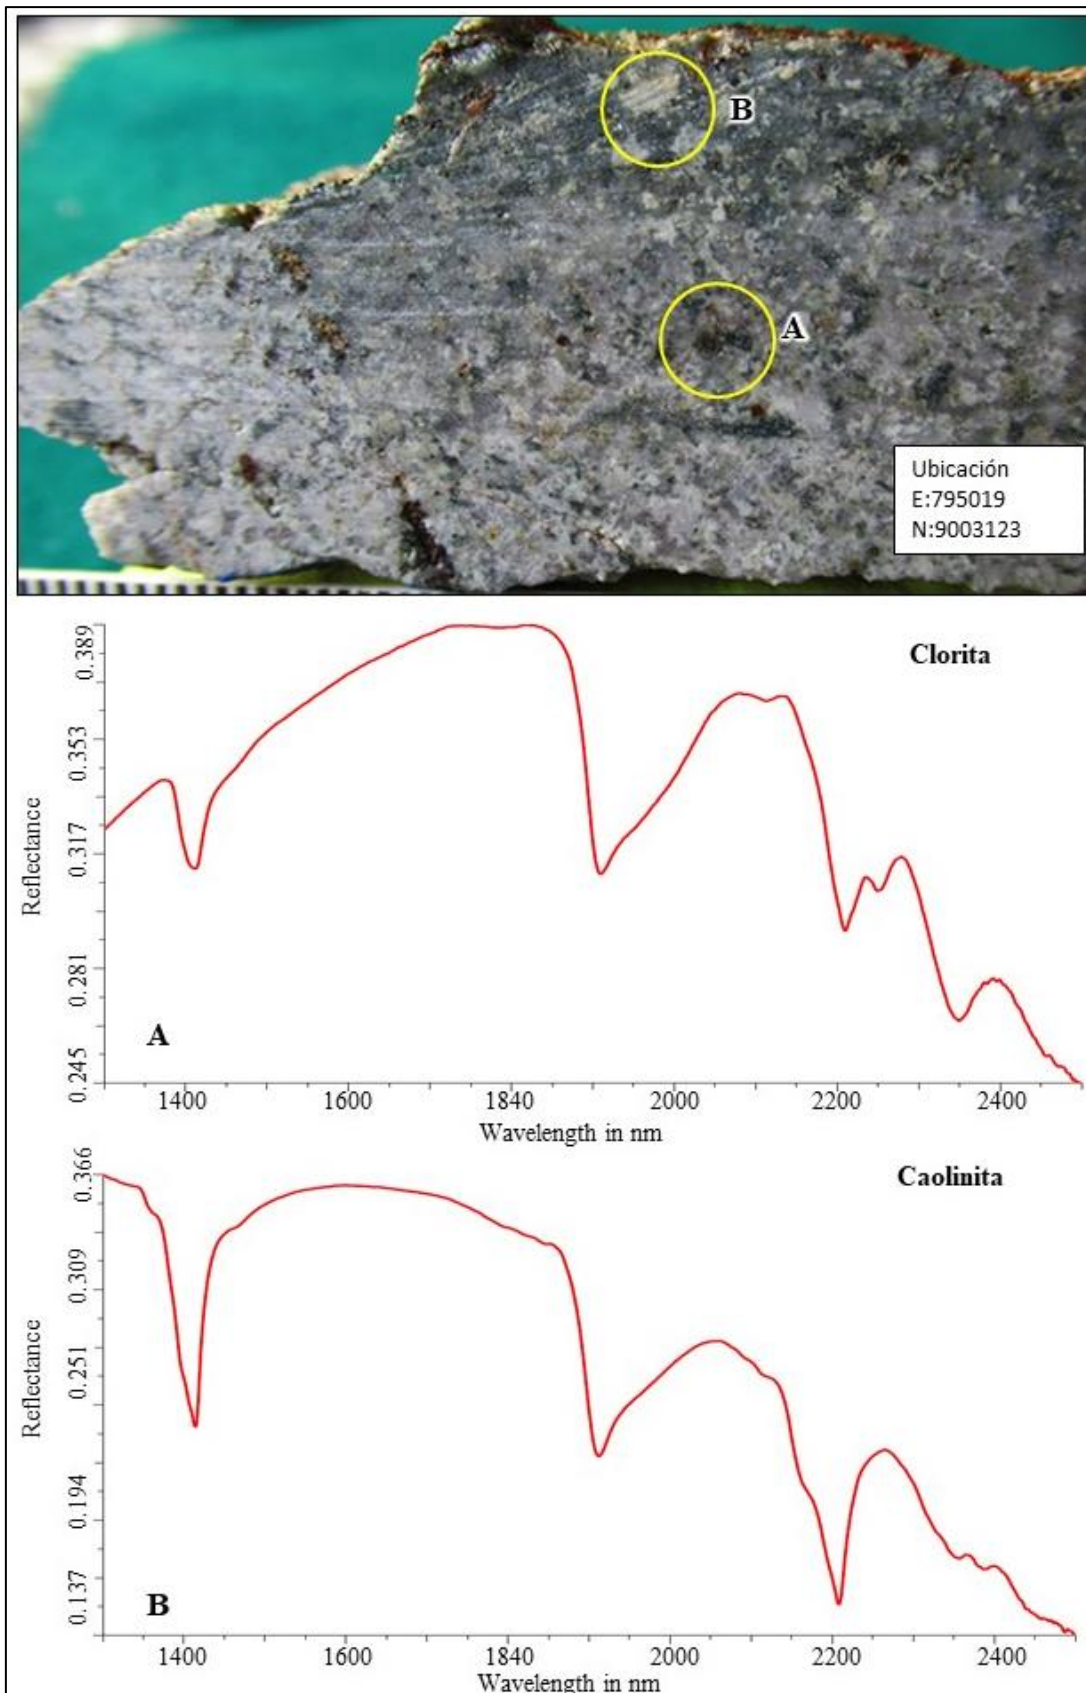 B
A
Ubicación
E:795019
N:9003123
Clorita
0.389
0.353
0.317
0.281
0.245
Reflectance
A
1400 1600 1840 2000 2200 2400
Wavelength in nm
Caolinita
0.366
0.309
0.251
0.194
0.137
Reflectance
B
1400 1600 1840 2000 2200 2400
Wavelength in nm